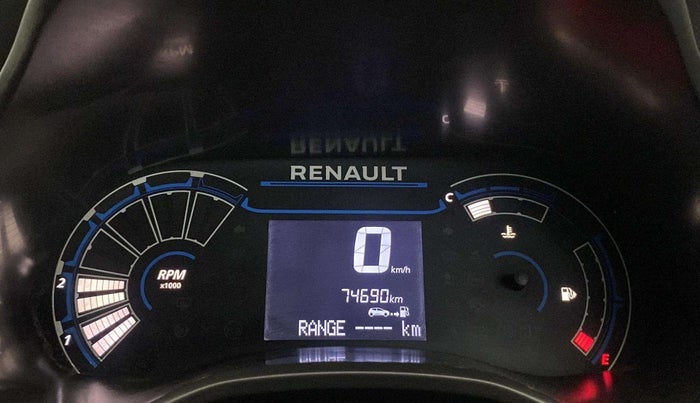 RENAULT
C
0 km/h
RPM
x1000
2
1
74690km
RANGE ---- km
E